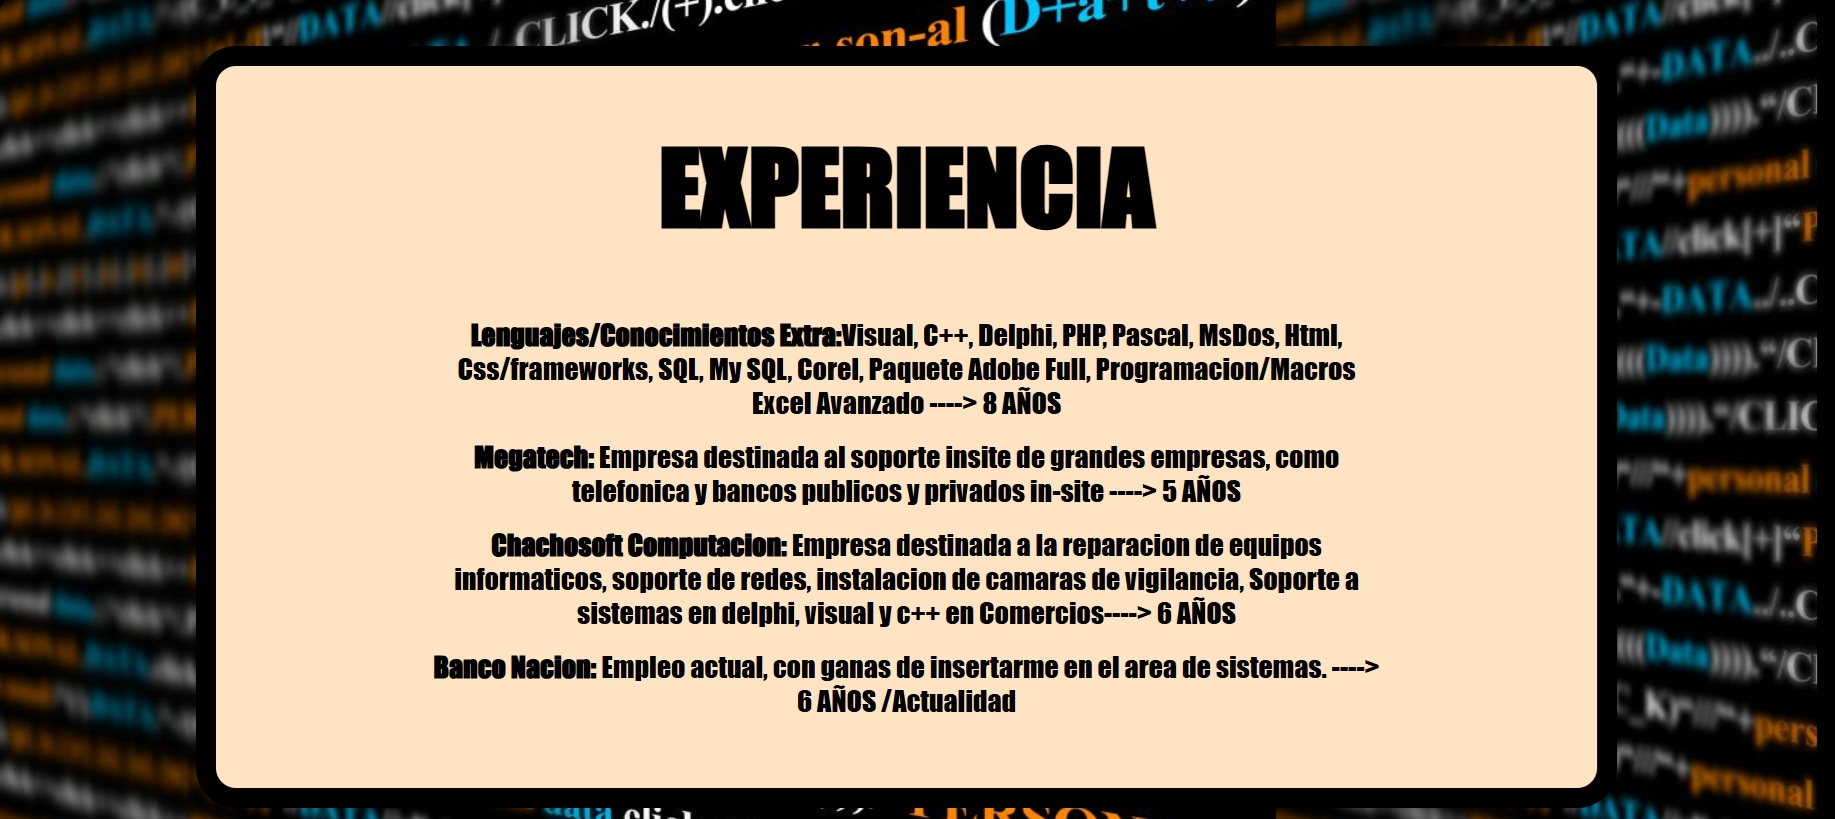 CLICK./(+).clic
son-al (D+a+t
EXPERIENCIA
Lenguajes/Conocimientos Extra:Visual, C++, Delphi, PHP, Pascal, MsDos, Html,
Css/frameworks, SQL, My SQL, Corel, Paquete Adobe Full, Programacion/Macros
Excel Avanzado ----> 8 AÑOS
Megatech: Empresa destinada al soporte insite de grandes empresas, como
telefonica y bancos publicos y privados in-site ----> 5 AÑOS
Chachosoft Computacion: Empresa destinada a la reparacion de equipos
informaticos, soporte de redes, instalacion de camaras de vigilancia, Soporte a
sistemas en delphi, visual y c++ en Comercios----> 6 AÑOS
Banco Nacion: Empleo actual, con ganas de insertarme en el area de sistemas. ---->
6 AÑOS /Actualidad